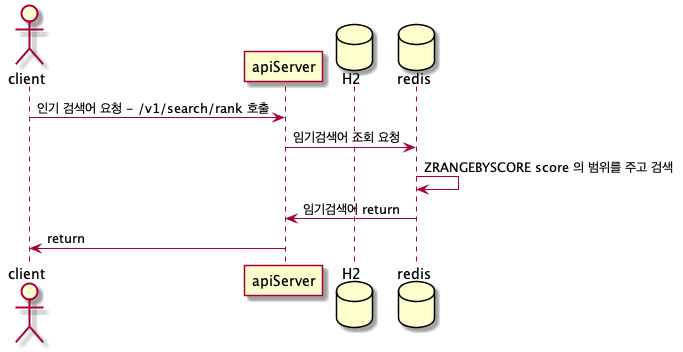 client
apiServer
H2
redis
인기 검색어 요청 - /v1/search/rank 호출
임기검색어 조회 요청
ZRANGEBYSCORE score 의 범위를 주고 검색
임기검색어 return
return
client
apiServer
H2
redis